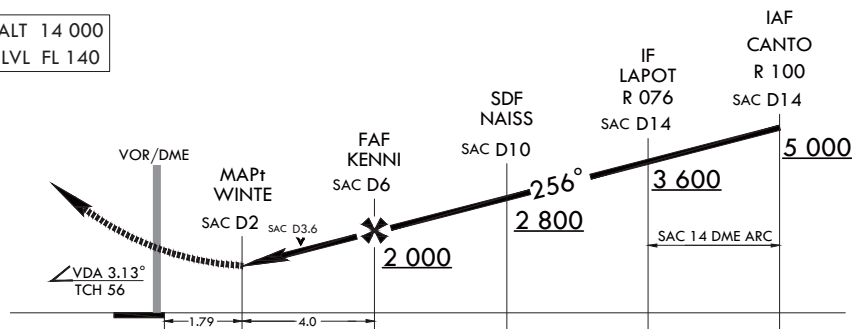 ALT 14 000
LVL FL 140
IAF
CANTO
R 100
SAC D14
5 000
IF
LAPOT
R 076
SAC D14
3 600
SAC 14 DME ARC
SDF
NAISS
SAC D10
256°
2 800
FAF
KENNI
SAC D6
2 000
SAC D3.6
MAPt
WINTE
SAC D2
VOR/DME
VDA 3.13°
TCH 56
1.79
4.0